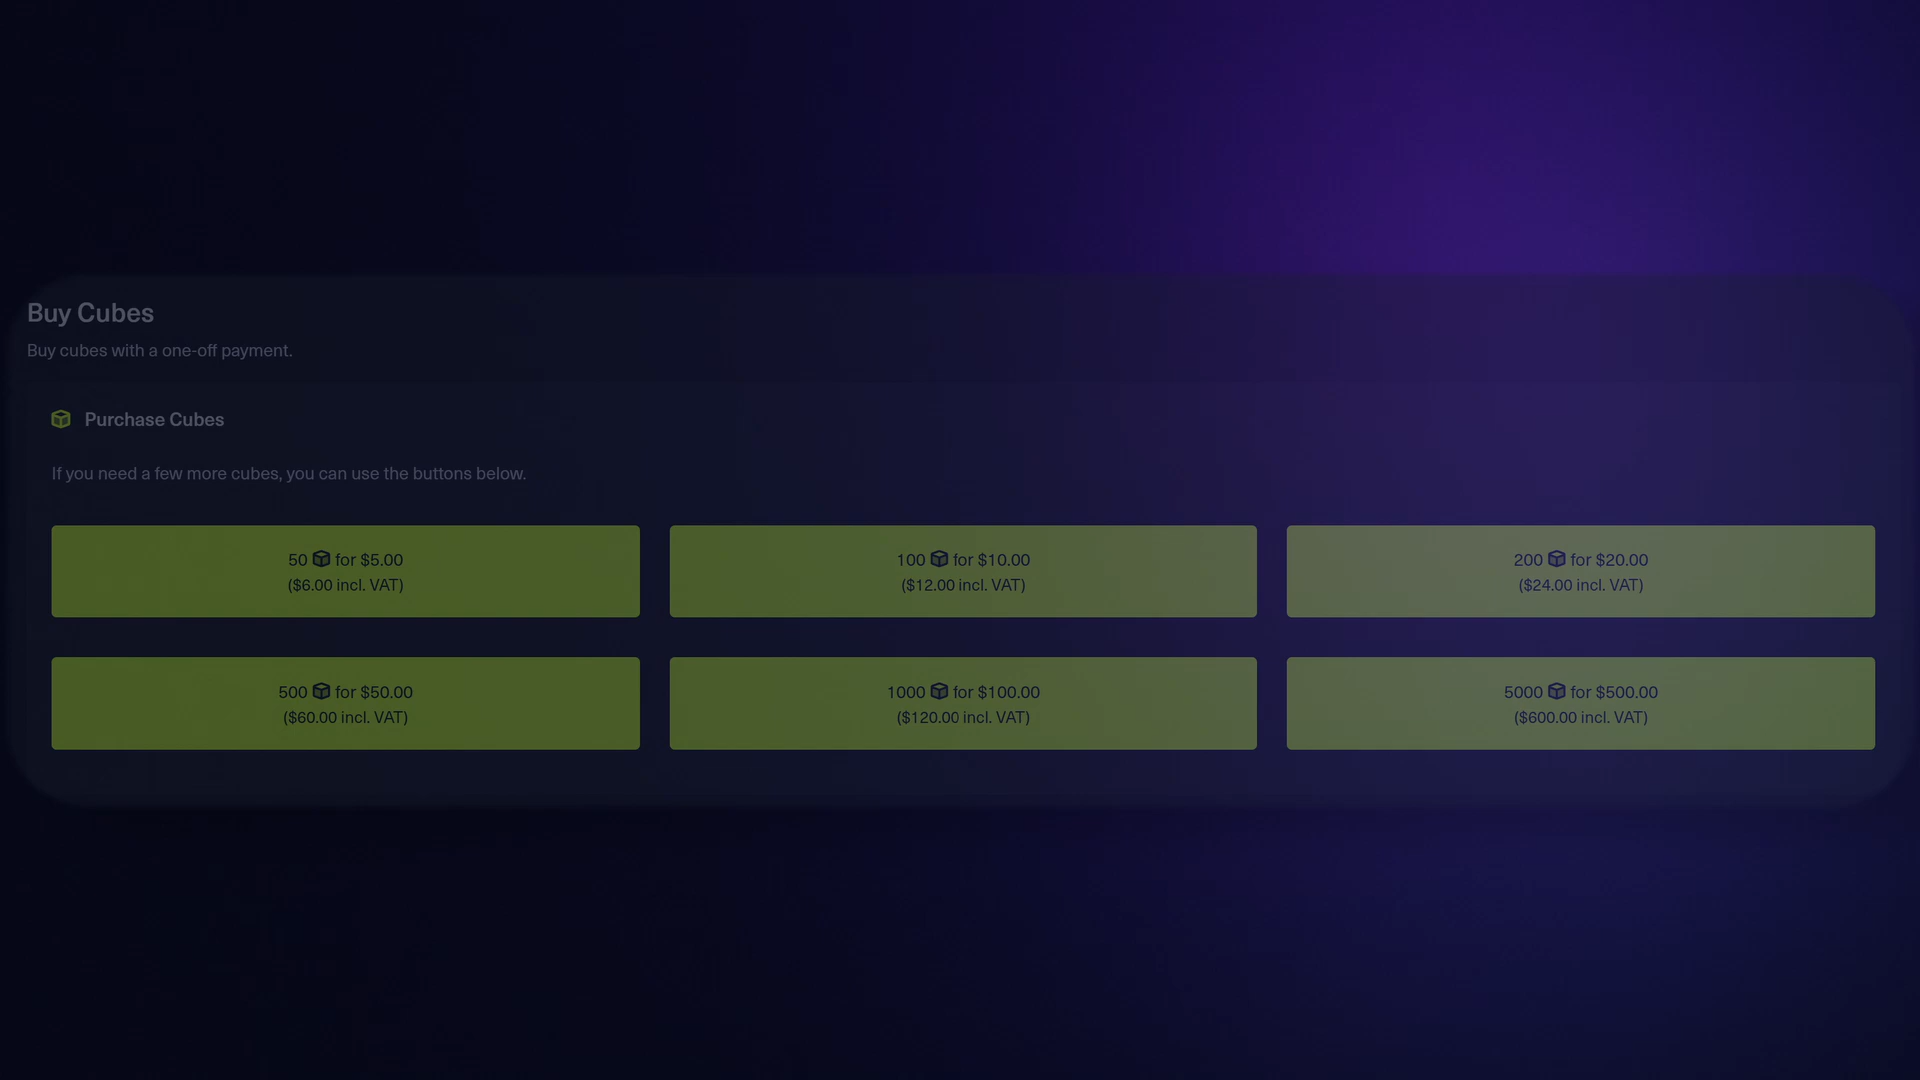 Buy Cubes
Buy cubes with a one-off payment.
Purchase Cubes
If you need a few more cubes, you can use the buttons below.
50 for $5.00
($6.00 incl. VAT)
100 for $10.00
($12.00 incl. VAT)
200 for $20.00
($24.00 incl. VAT)
500 for $50.00
($60.00 incl. VAT)
1000 for $100.00
($120.00 incl. VAT)
5000 for $500.00
($600.00 incl. VAT)